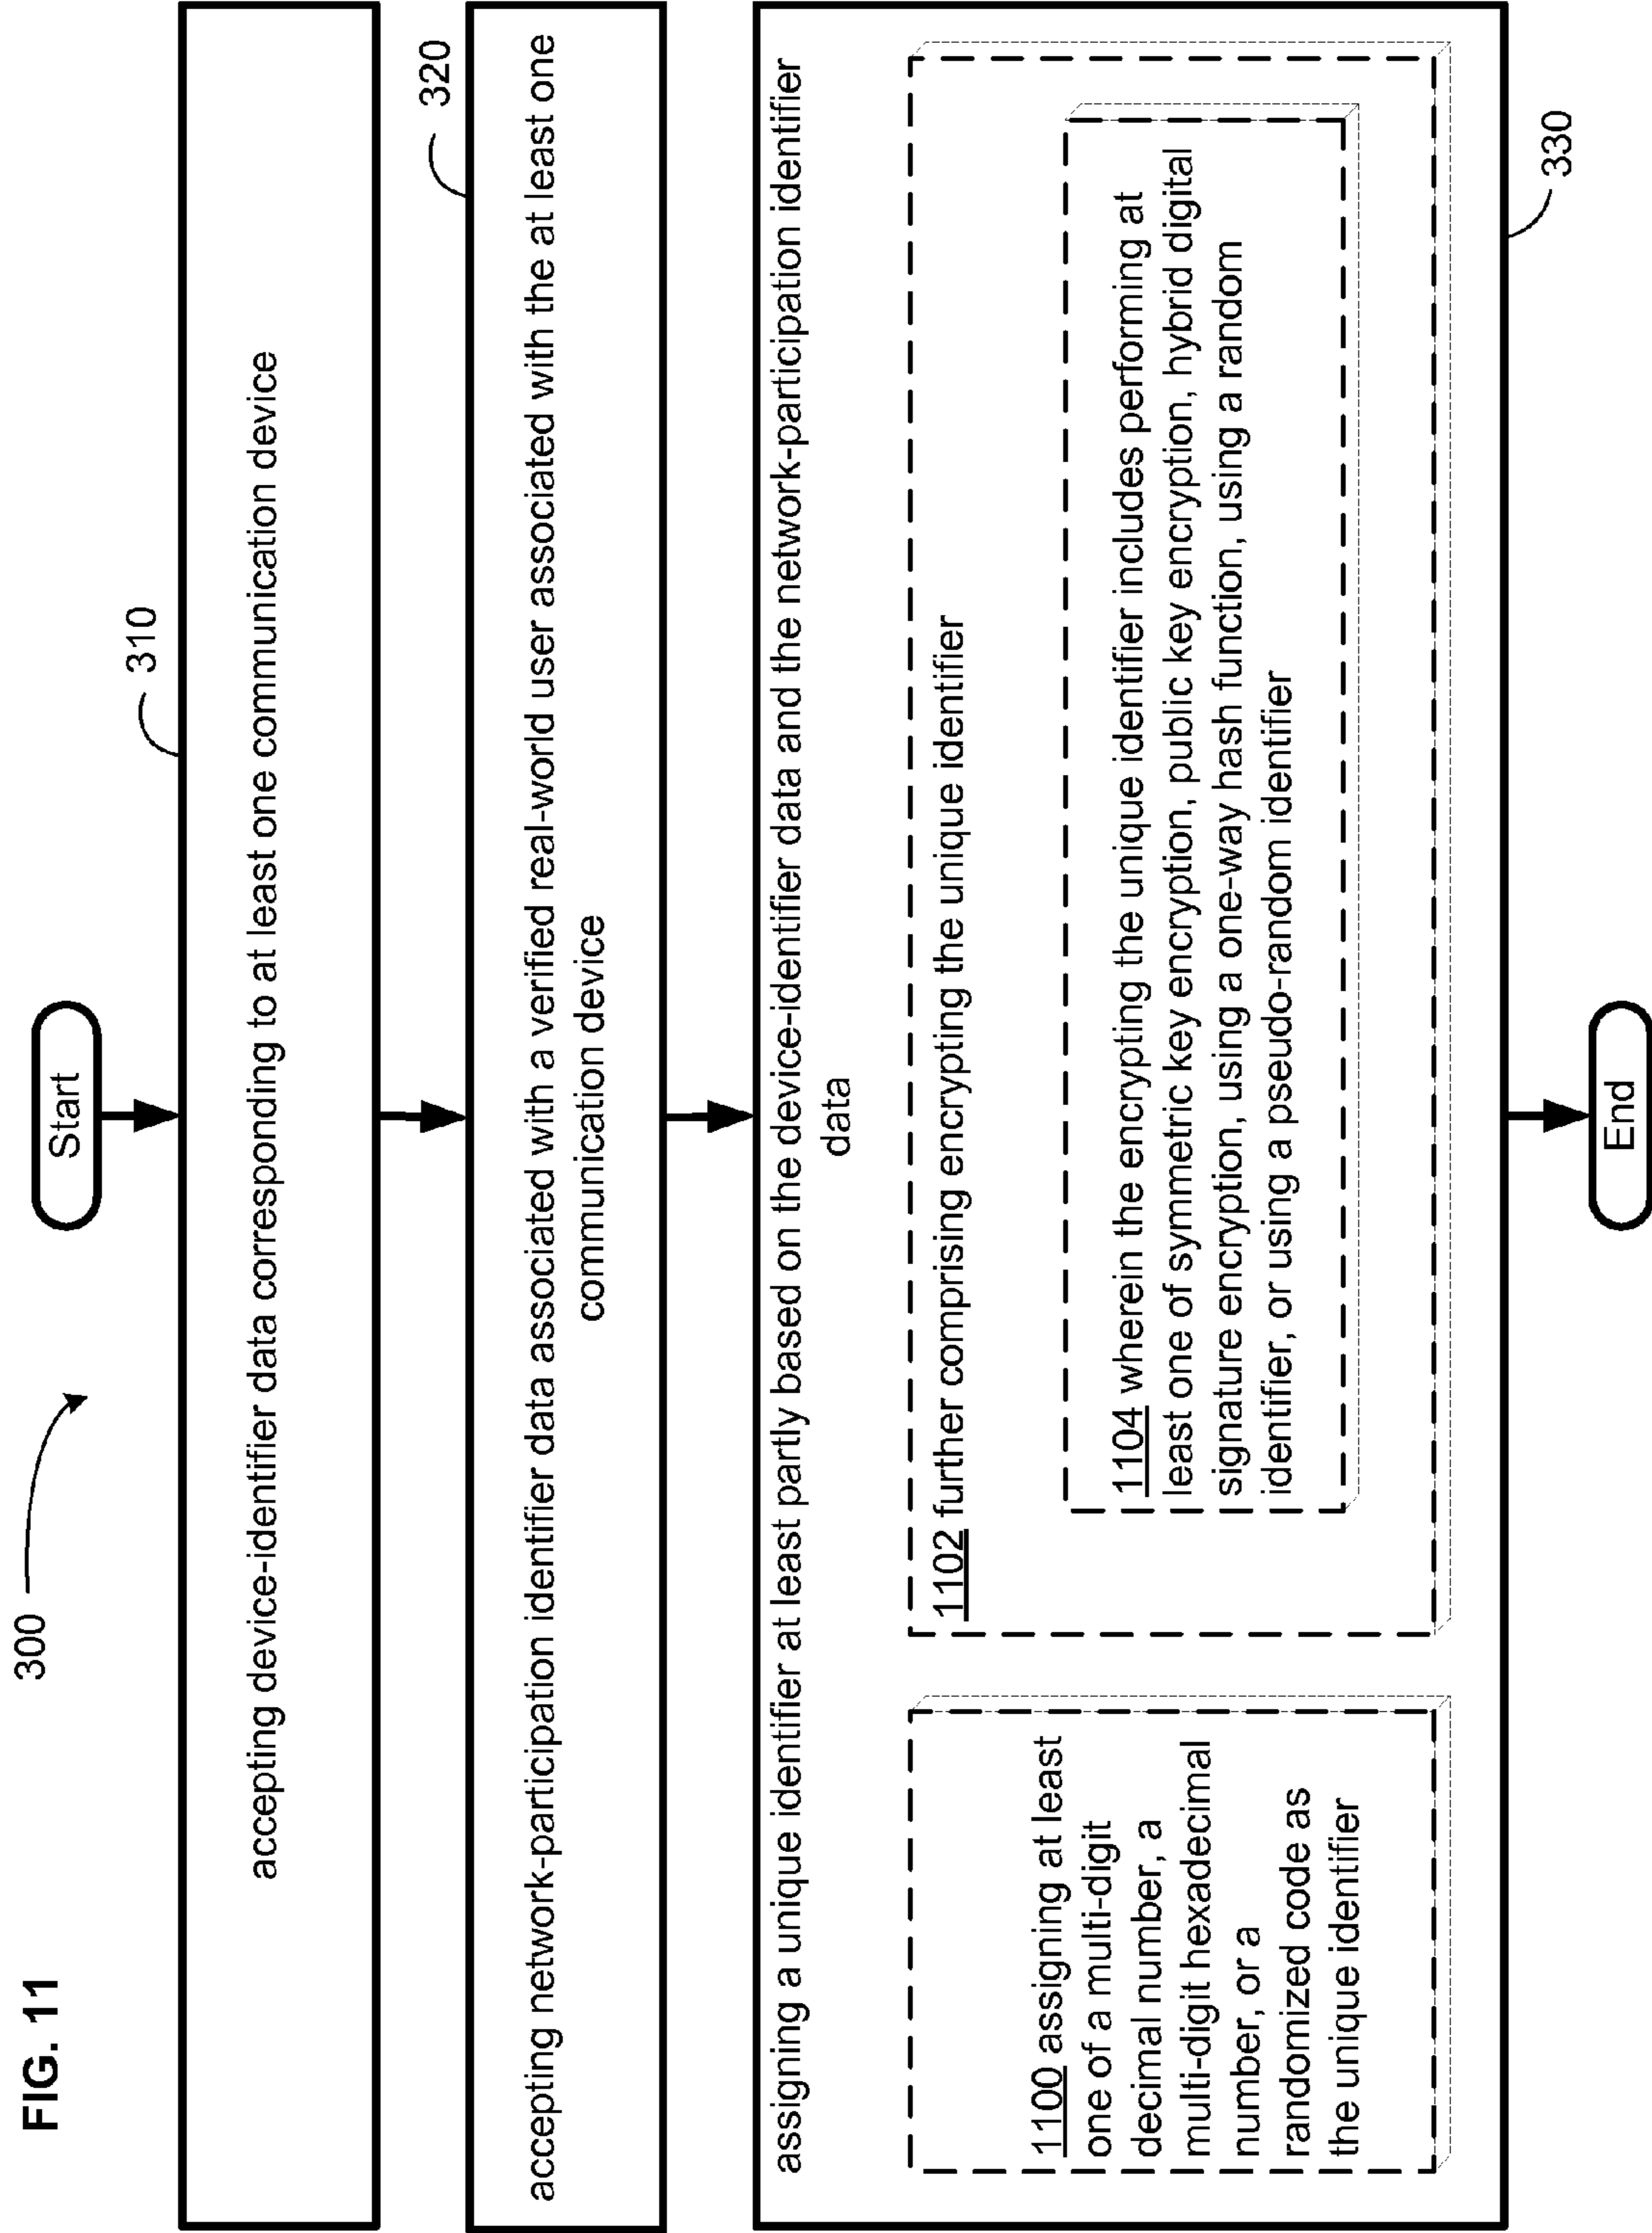 FIG. 11
300
Start
310
accepting device-identifier data corresponding to at least one communication device
320
accepting network-participation identifier data associated with a verified real-world user associated with the at least one
communication device
assigning a unique identifier at least partly based on the device-identifier data and the network-participation identifier
data
1100 assigning at least
one of a multi-digit
decimal number, a
multi-digit hexadecimal
number, or a
randomized code as
the unique identifier
1102 further comprising encrypting the unique identifier
1104 wherein the encrypting the unique identifier includes performing at
least one of symmetric key encryption, public key encryption, hybrid digital
signature encryption, using a one-way hash function, using a random
identifier, or using a pseudo-random identifier
330
End